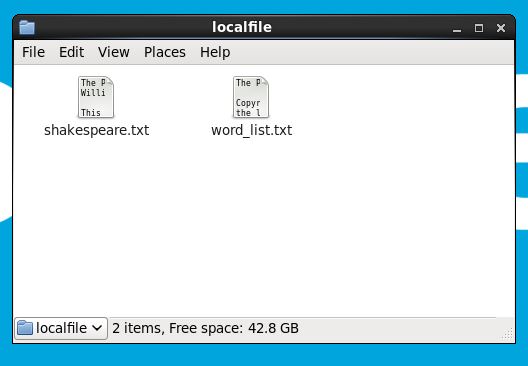 localfile
File Edit View Places Help
The P
Willi
This
The P
Copyr
the l
shakespeare.txt
word_list.txt
localfile
2 items, Free space: 42.8 GB